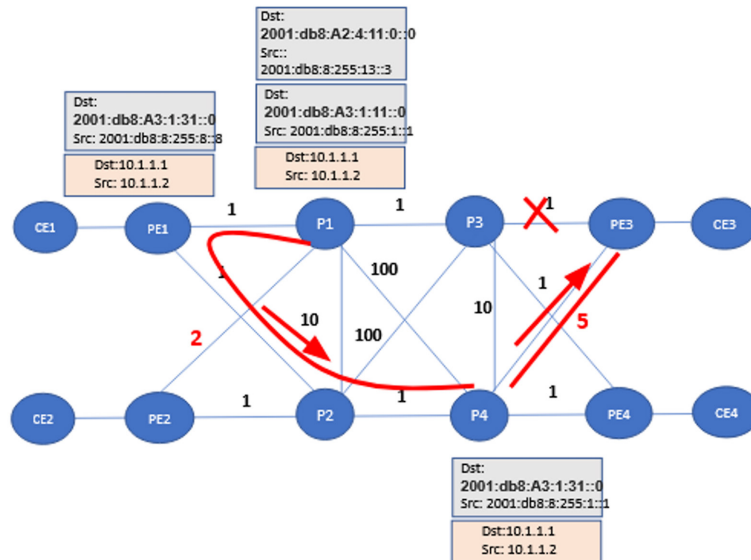 Dst:
2001:db8:A2:4:11:0::0
Src::
2001:db8:8:255:13::3
Dst:
2001:db8:A3:1:31::0
Src: 2001:db8:8:255:8::8
Dst:
2001:db8:A3:1:11::0
Src: 2001:db8:8:255:1::1
Dst:10.1.1.1
Src: 10.1.1.2
Dst:10.1.1.1
Src: 10.1.1.2
1
1
1
CE1
PE1
P1
P3
PE3
CE3
1
100
1
2
10
100
10
5
1
1
1
CE2
PE2
P2
P4
PE4
CE4
Dst:
2001:db8:A3:1:31::0
Src: 2001:db8:8:255:1::1
Dst:10.1.1.1
Src: 10.1.1.2